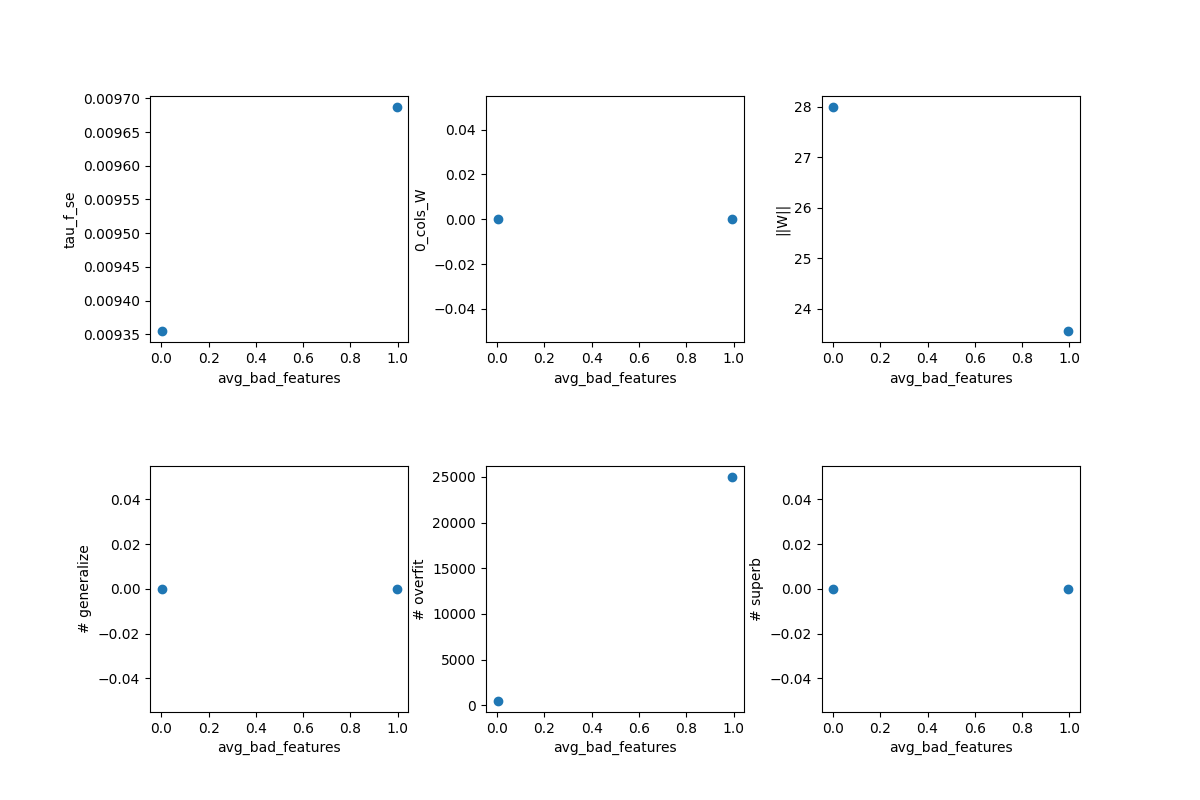 tau_f_se
0.00970
0.00965
0.00960
0.00955
0.00950
0.00945
0.00940
0.00935
0.0 0.2 0.4 0.6 0.8 1.0
avg_bad_features
0_cols_W
0.04
0.02
0.00
−0.02
−0.04
0.0 0.2 0.4 0.6 0.8 1.0
avg_bad_features
||W||
28
27
26
25
24
0.0 0.2 0.4 0.6 0.8 1.0
avg_bad_features
# generalize
0.04
0.02
0.00
−0.02
−0.04
0.0 0.2 0.4 0.6 0.8 1.0
avg_bad_features
# overfit
25000
20000
15000
10000
5000
0
0.0 0.2 0.4 0.6 0.8 1.0
avg_bad_features
# superb
0.04
0.02
0.00
−0.02
−0.04
0.0 0.2 0.4 0.6 0.8 1.0
avg_bad_features